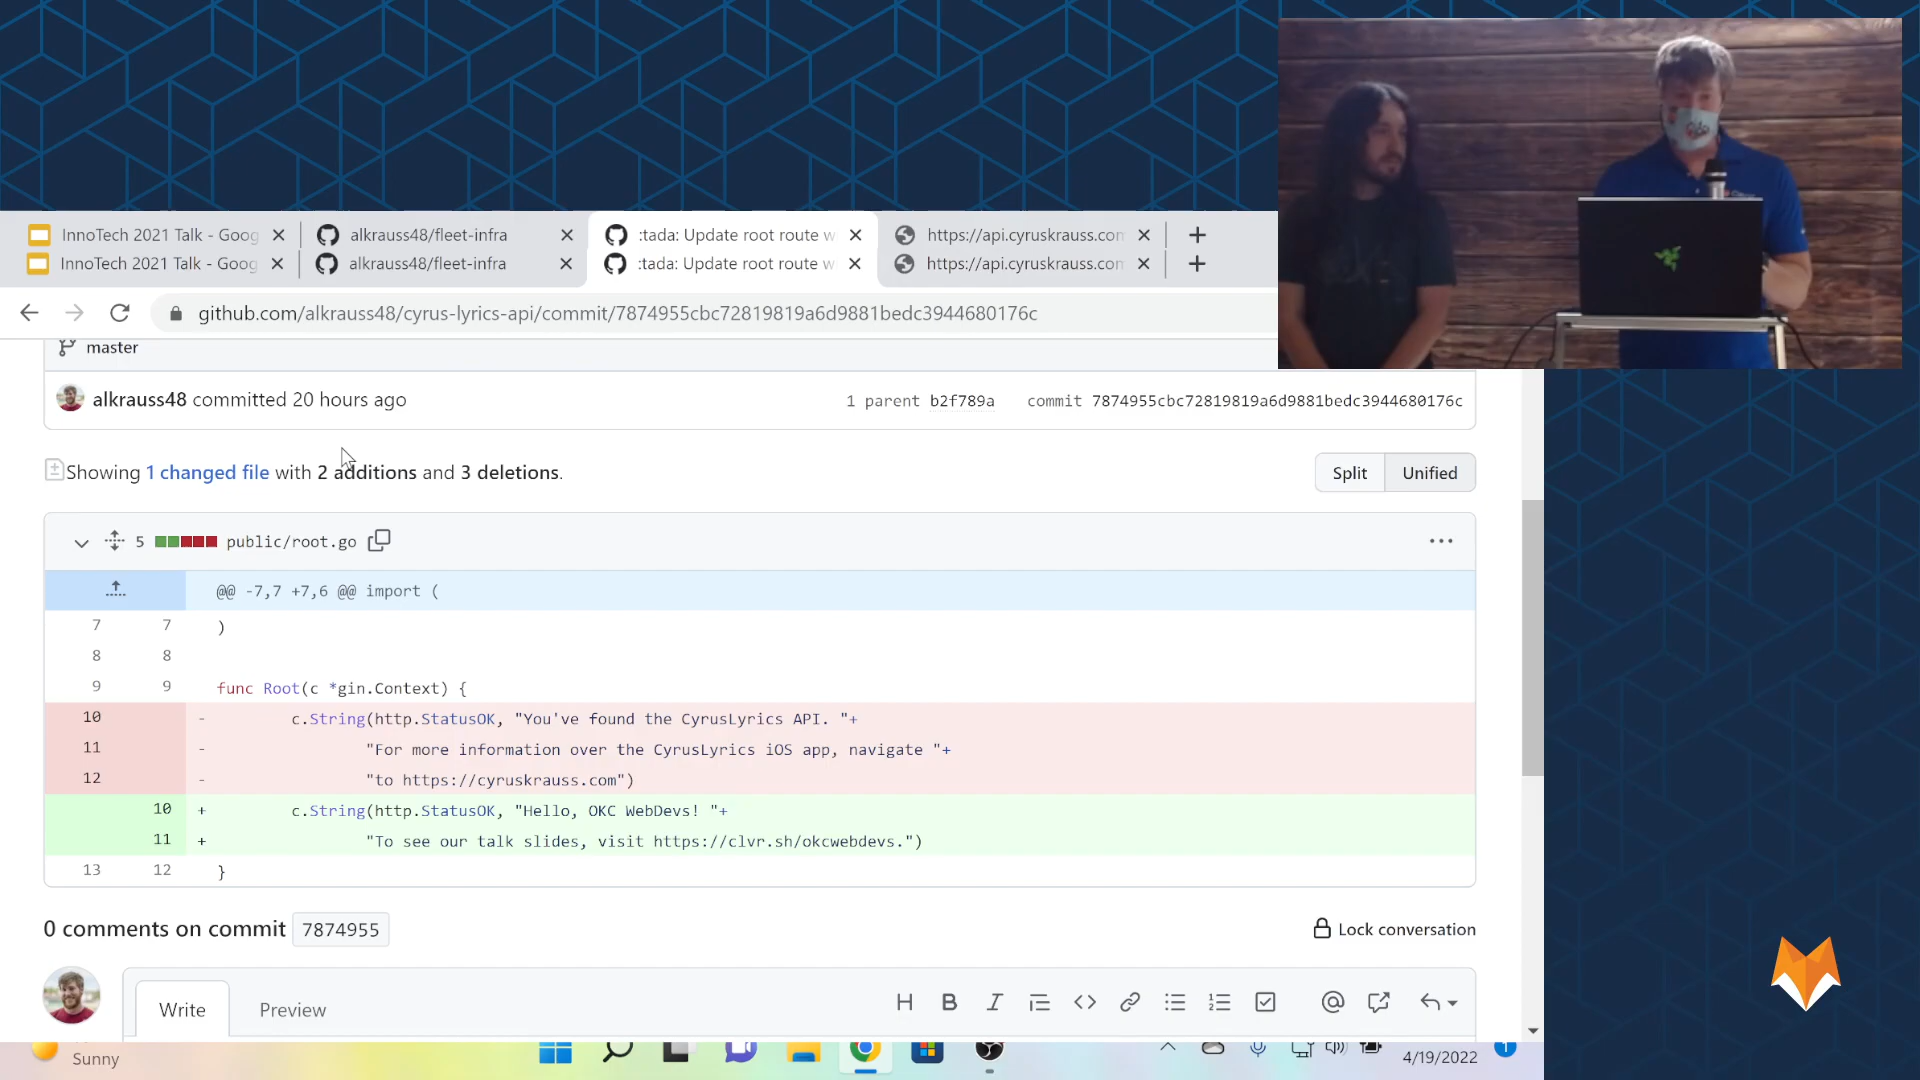 InnoTech 2021 Talk - Goog
alkrauss48/fleet-infra
:tada: Update root route w
https://api.cyruskrauss.con
InnoTech 2021 Talk - Goog
alkrauss48/fleet-infra
:tada: Update root route w
https://api.cyruskrauss.con
github.com/alkrauss48/cyrus-lyrics-api/commit/7874955cbc72819819a6d9881bedc3944680176c
master
alkrauss48 committed 20 hours ago
1 parent b2f789a commit 7874955cbc72819819a6d9881bedc3944680176c
Showing 1 changed file with 2 additions and 3 deletions.
Split Unified
5 public/root.go
@@ -7,7 +7,6 @@ import (
7 7 )
8 8
9 9 func Root(c *gin.Context) {
10 - c.String(http.StatusOK, "You've found the CyrusLyrics API. "+
11 - "For more information over the CyrusLyrics iOS app, navigate "+
12 - "to https://cyruskrauss.com")
10 + c.String(http.StatusOK, "Hello, OKC WebDevs! "+
11 + "To see our talk slides, visit https://clvr.sh/okcwebdevs.")
13 12 }
0 comments on commit 7874955
Lock conversation
Write Preview
Sunny
4/19/2022
1